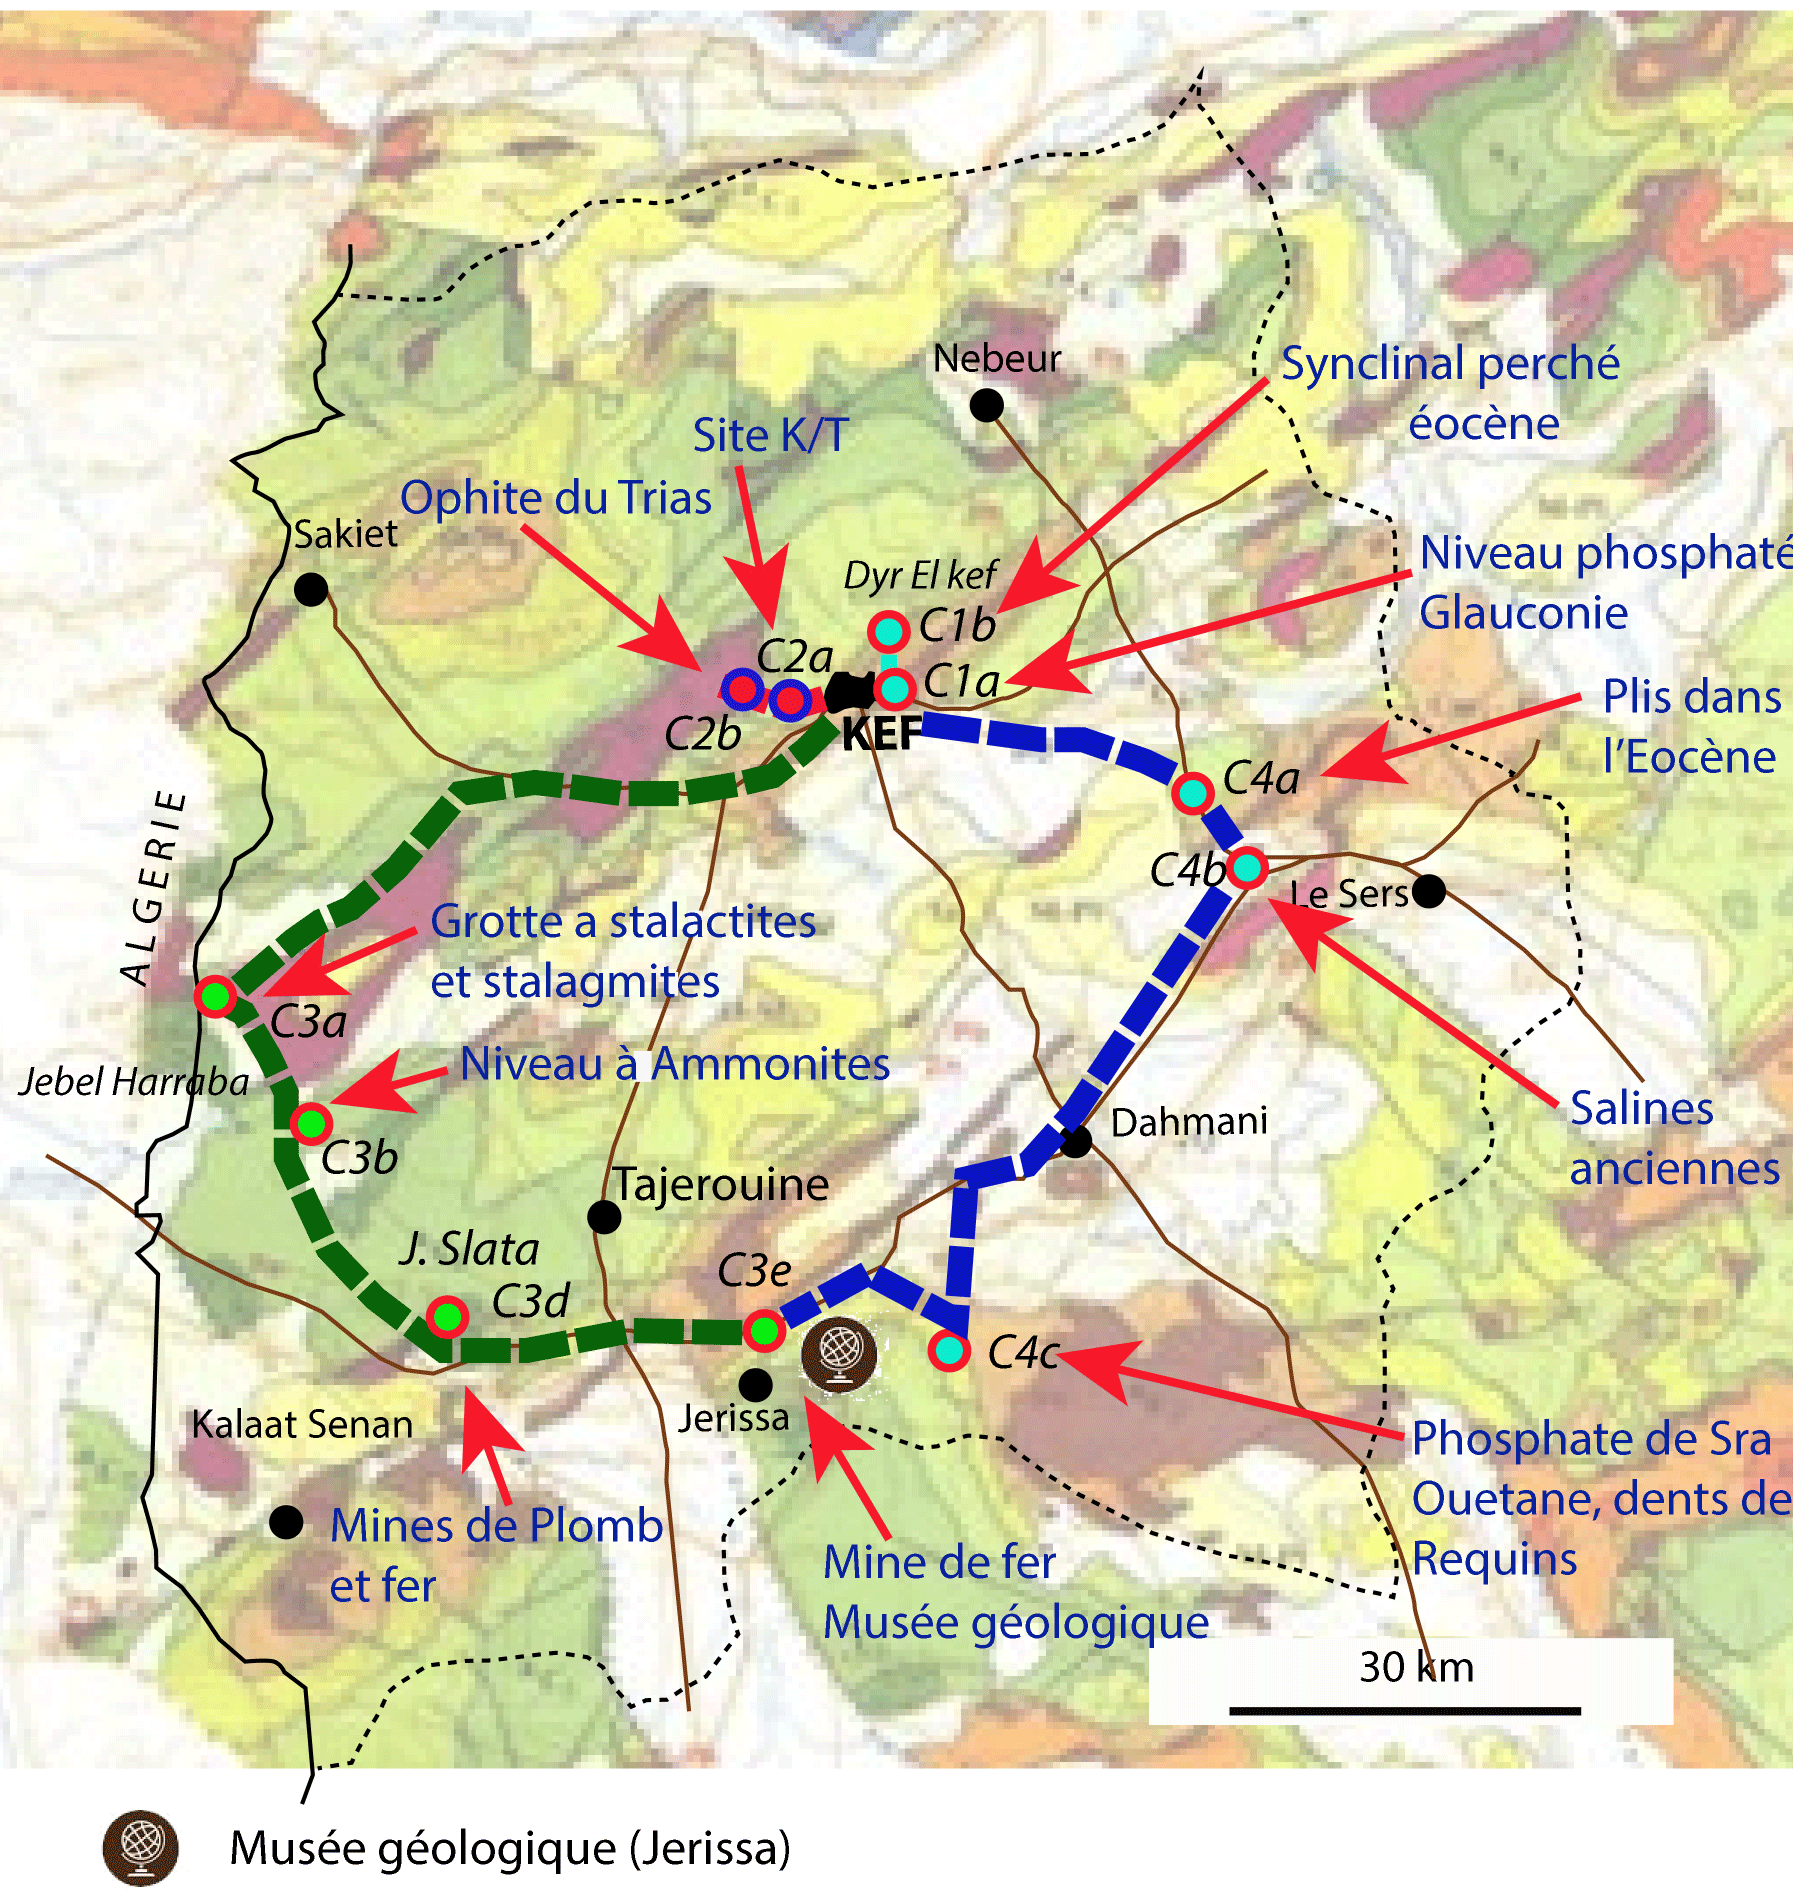 Nebeur
Synclinal perché
éocène
Site K/T
Ophite du Trias
Sakiet
Niveau phosphaté
Glauconie
Dyr El kef
C1b
C2a
C1a
C2b
KEF
Plis dans
l'Eocène
C4a
ALGERIE
C4b
Le Sers
Grotte a stalactites
et stalagmites
C3a
Niveau à Ammonites
Jebel Harraba
C3b
Dahmani
Salines
anciennes
Tajerouine
J. Slata
C3d
C3e
C4c
Kalaat Senan
Jerissa
Phosphate de Sra
Ouetane, dents de
Requins
Mines de Plomb
et fer
Mine de fer
Musée géologique
30 km
Musée géologique (Jerissa)